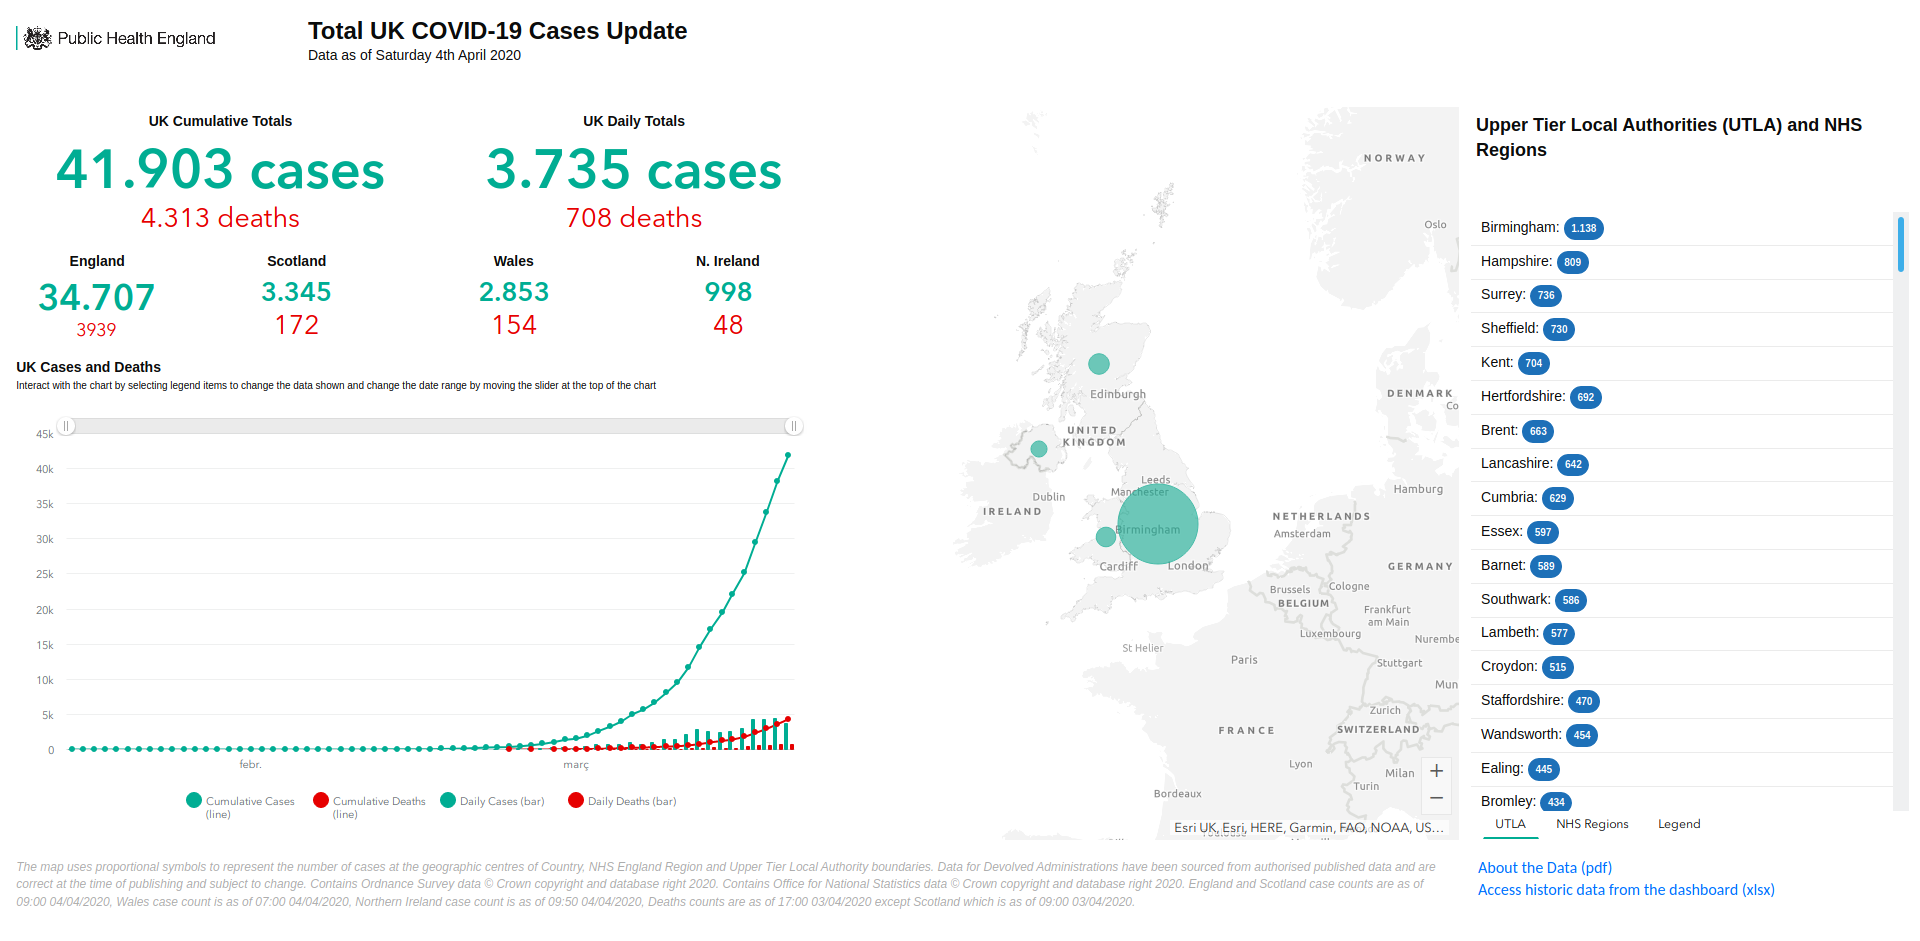 Public Health England
Total UK COVID-19 Cases Update
Data as of Saturday 4th April 2020
UK Cumulative Totals
41.903 cases
4.313 deaths
UK Daily Totals
3.735 cases
708 deaths
England
34.707
3939
Scotland
3.345
172
Wales
2.853
154
N. Ireland
998
48
UK Cases and Deaths
Interact with the chart by selecting legend items to change the data shown and change the date range by moving the slider at the top of the chart
45k
40k
35k
30k
25k
20k
15k
10k
5k
0
febr.
març
Cumulative Cases
(line)
Cumulative Deaths
(line)
Daily Cases (bar)
Daily Deaths (bar)
NORWAY
Oslo
Edinburgh
DENMARK
Co
UNITED
KINGDOM
Leeds
Manchester
Dublin
IRELAND
Hamburg
NETHERLANDS
Amsterdam
Birmingham
Cardiff
London
GERMANY
Brussels
Cologne
BELGIUM
Frankfurt
am Main
Luxembourg
Nurembe
St Helier
Paris
Stuttgart
Mun
Zurich
FRANCE
SWITZERLAND
Lyon
Milan
Turin
Bordeaux
+
−
Esri UK, Esri, HERE, Garmin, FAO, NOAA, US...
Upper Tier Local Authorities (UTLA) and NHS
Regions
Birmingham: 1.138
Hampshire: 809
Surrey: 736
Sheffield: 730
Kent: 704
Hertfordshire: 692
Brent: 663
Lancashire: 642
Cumbria: 629
Essex: 597
Barnet: 589
Southwark: 586
Lambeth: 577
Croydon: 515
Staffordshire: 470
Wandsworth: 454
Ealing: 445
Bromley: 434
UTLA
NHS Regions
Legend
The map uses proportional symbols to represent the number of cases at the geographic centres of Country, NHS England Region and Upper Tier Local Authority boundaries. Data for Devolved Administrations have been sourced from authorised published data and are
correct at the time of publishing and subject to change. Contains Ordnance Survey data © Crown copyright and database right 2020. Contains Office for National Statistics data © Crown copyright and database right 2020. England and Scotland case counts are as of
09:00 04/04/2020, Wales case count is as of 07:00 04/04/2020, Northern Ireland case count is as of 09:50 04/04/2020, Deaths counts are as of 17:00 03/04/2020 except Scotland which is as of 09:00 03/04/2020.
About the Data (pdf)
Access historic data from the dashboard (xlsx)